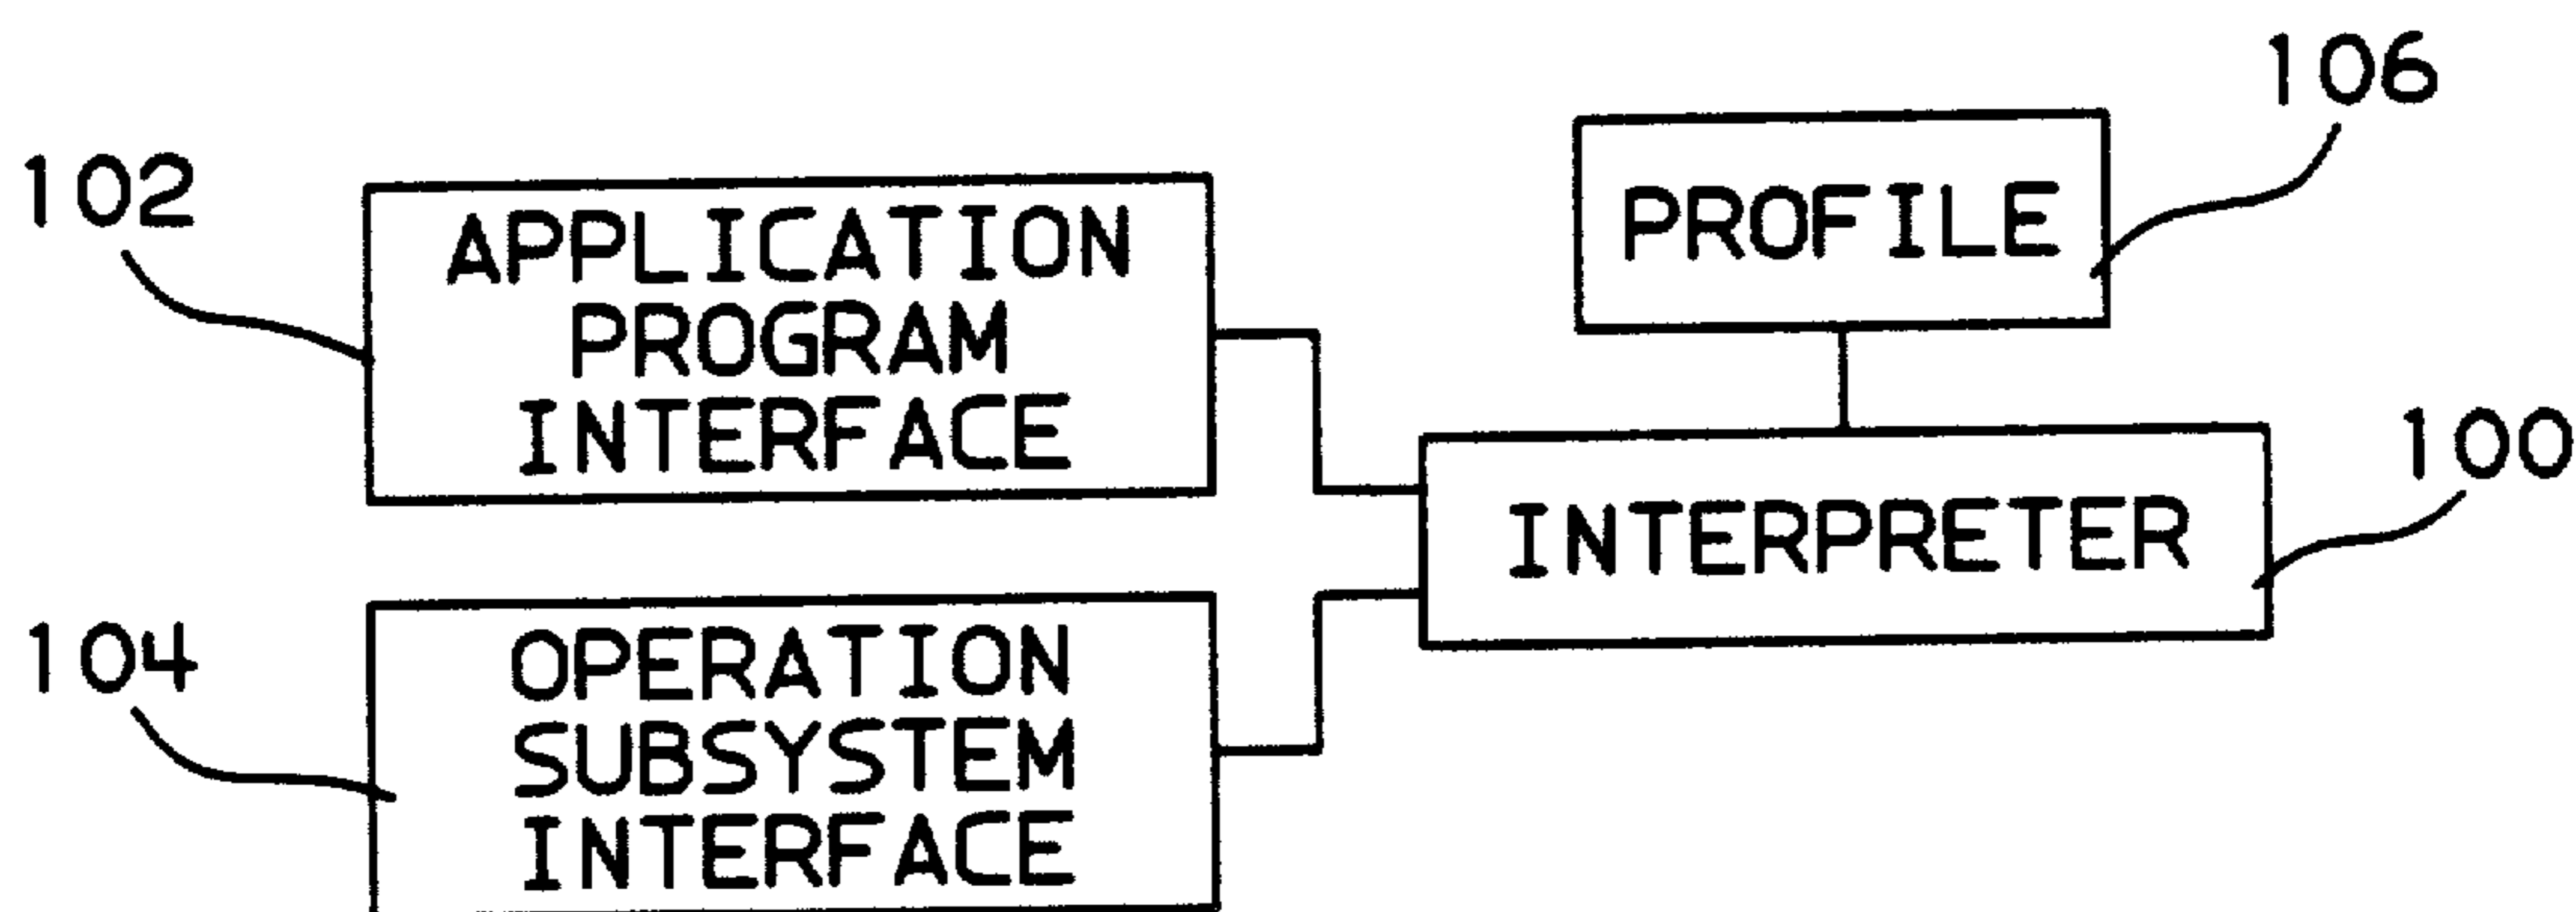 106
102
PROFILE
APPLICATION
PROGRAM
INTERFACE
100
INTERPRETER
104
OPERATION
SUBSYSTEM
INTERFACE